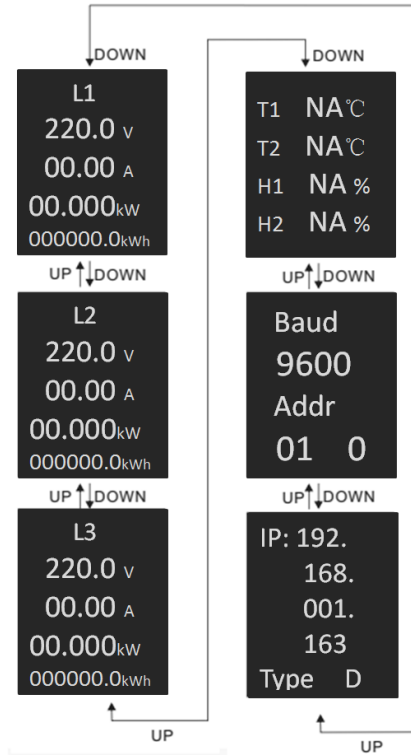 DOWN
L1
220.0 V
00.00 A
00.000kW
000000.0kWh
UP DOWN
L2
220.0 V
00.00 A
00.000kW
000000.0kWh
UP DOWN
L3
220.0 V
00.00 A
00.000kW
000000.0kWh
UP
DOWN
T1 NA℃
T2 NA℃
H1 NA %
H2 NA %
UP DOWN
Baud
9600
Addr
01 0
UP DOWN
IP: 192.
168.
001.
163
Type D
UP